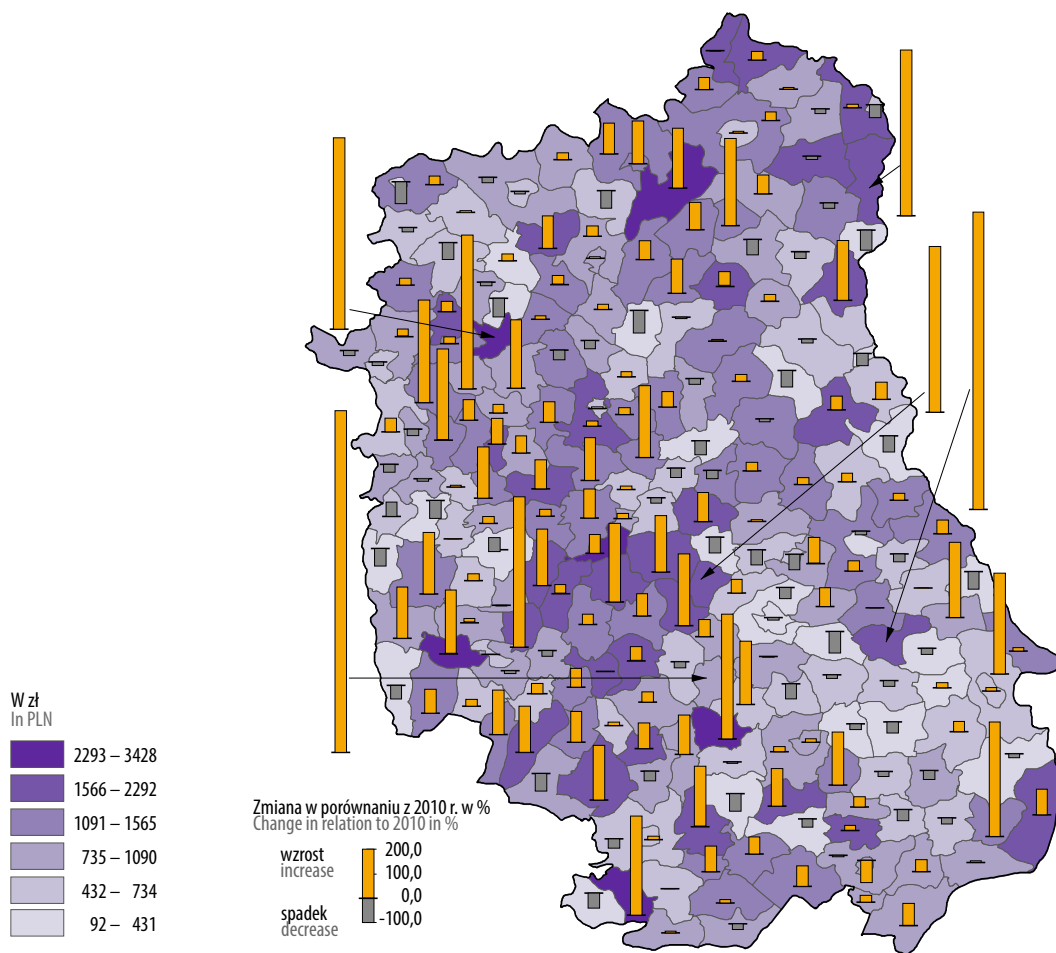 W zł
In PLN
2293 – 3428
1566 – 2292
1091 – 1565
735 – 1090
432 – 734
92 – 431
Zmiana w porównaniu z 2010 r. w %
Change in relation to 2010 in %
wzrost
increase
spadek
decrease
200,0
100,0
0,0
-100,0